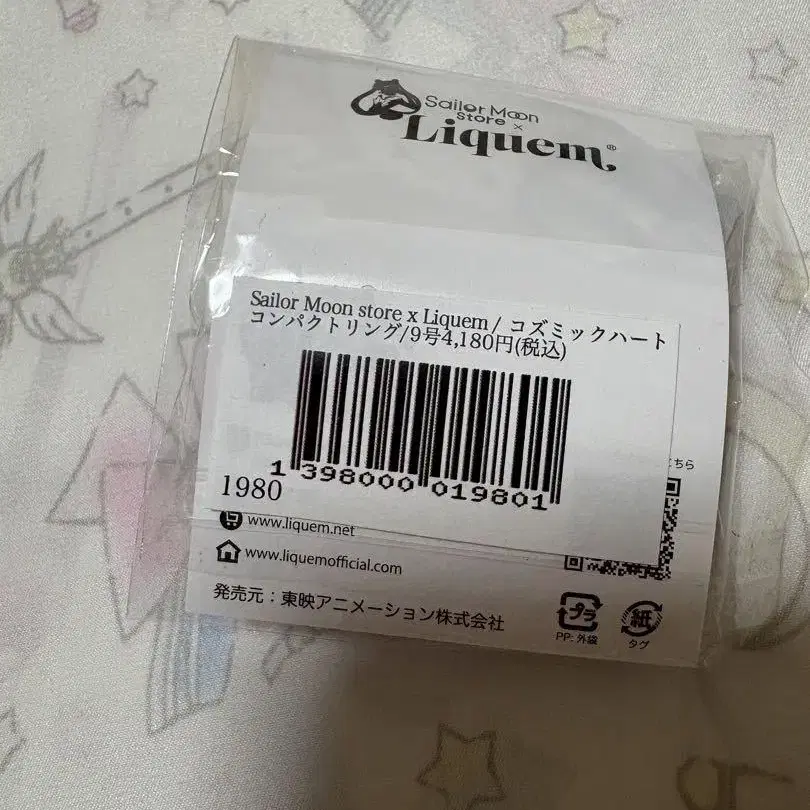 Sailor Moon
Store ×
Liquem®
Sailor Moon store x Liquem/ コズミックハート
コンパクトリング/9号4,180円(税込)
1 398000 019801
1980
こちら
www.liquem.net
www.liquemofficial.com
発売元：東映アニメーション株式会社
プラ
PP: 外袋
紙
タグ